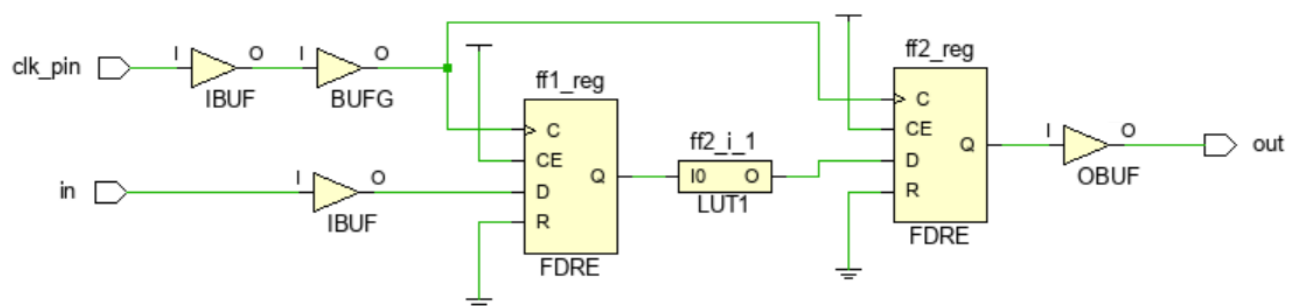 clk_pin
I
O
IBUF
I
O
BUFG
in
I
O
IBUF
ff1_reg
C
CE
D
R
Q
FDRE
ff2_i_1
I0
O
LUT1
ff2_reg
C
CE
D
R
Q
FDRE
I
O
OBUF
out